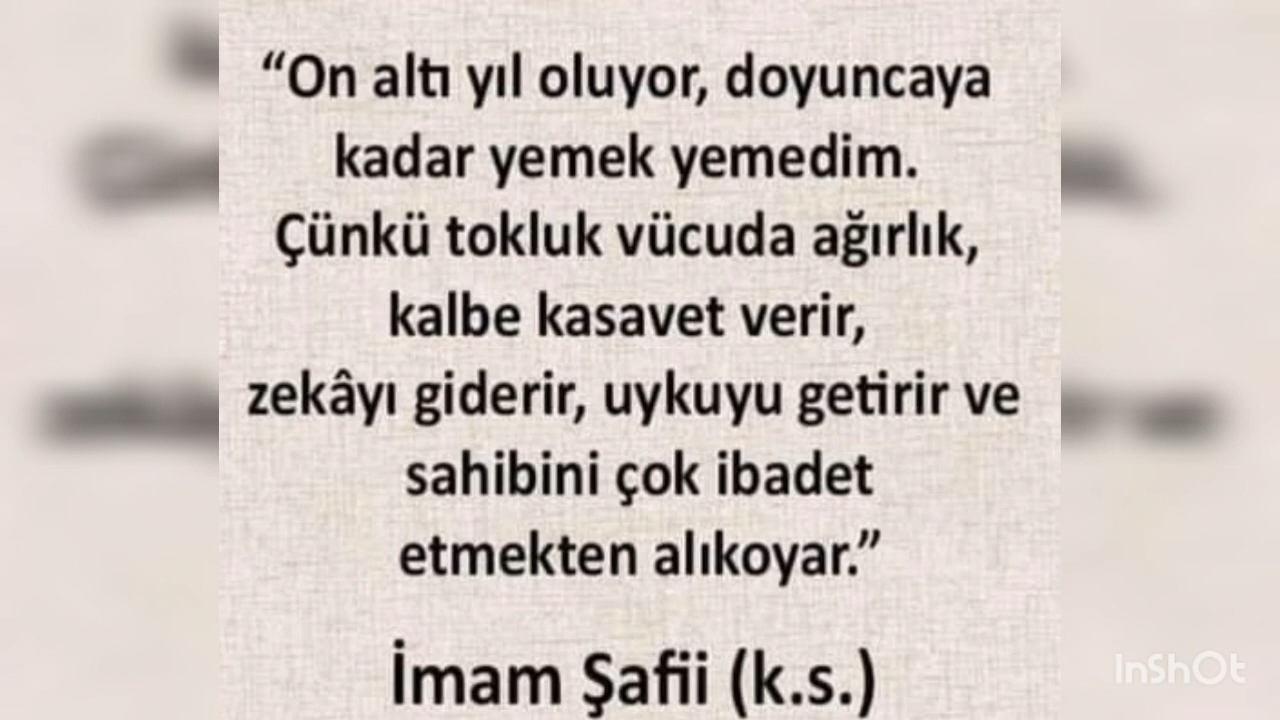 “On altı yıl oluyor, doyuncaya
kadar yemek yemedim.
Çünkü tokluk vücuda ağırlık,
kalbe kasavet verir,
zekâyı giderir, uykuyu getirir ve
sahibini çok ibadet
etmekten alıkoyar.”
İmam Şafii (k.s.)
InShOt